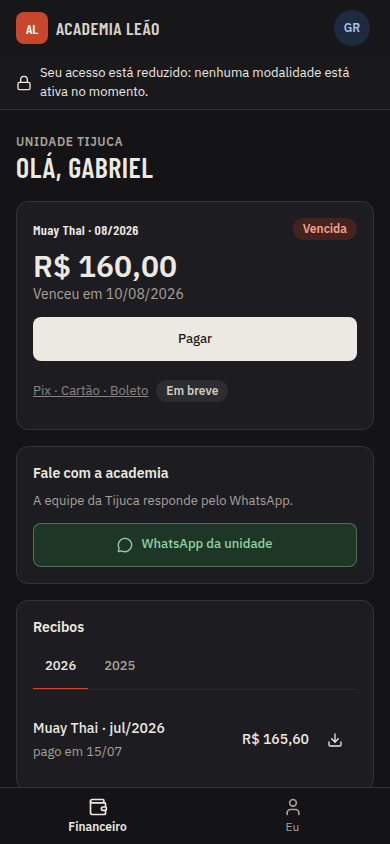 AL
ACADEMIA LEÃO
GR
Seu acesso está reduzido: nenhuma modalidade está
ativa no momento.
UNIDADE TIJUCA
OLÁ, GABRIEL
Muay Thai · 08/2026
Vencida
R$ 160,00
Venceu em 10/08/2026
Pagar
Pix · Cartão · Boleto
Em breve
Fale com a academia
A equipe da Tijuca responde pelo WhatsApp.
WhatsApp da unidade
Recibos
2026
2025
Muay Thai · jul/2026
R$ 165,60
pago em 15/07
Financeiro
Eu